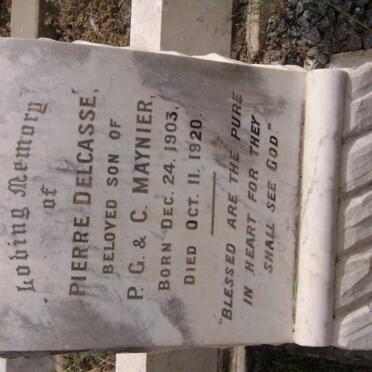 Loving Memory
of
PIERRE DELCASSÉ,
BELOVED SON OF
P. G. & C. MAYNIER,
BORN DEC. 24. 1903,
DIED OCT. 11. 1920.
"BLESSED ARE THE PURE
IN HEART FOR THEY
SHALL SEE GOD."